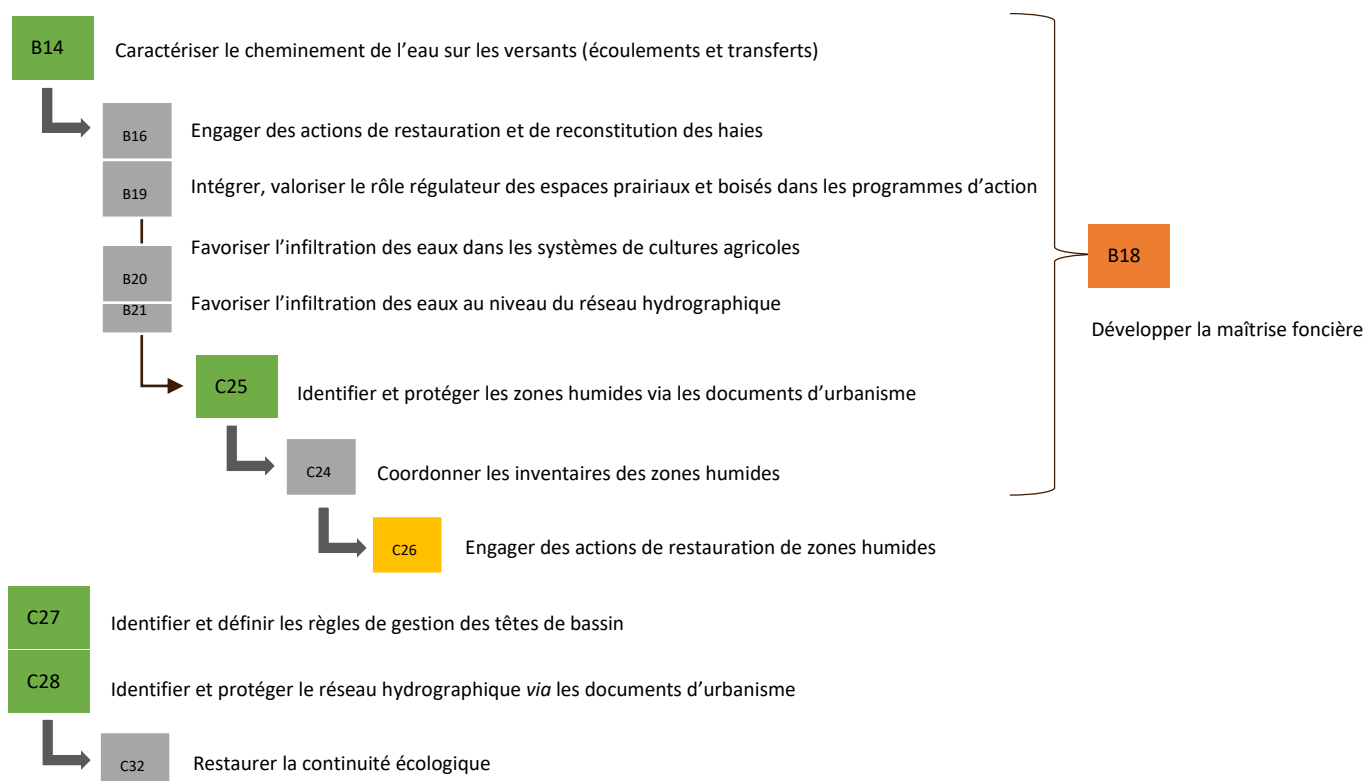 B14 Caractériser le cheminement de l’eau sur les versants (écoulements et transferts)
B16 Engager des actions de restauration et de reconstitution des haies
B19 Intégrer, valoriser le rôle régulateur des espaces prairiaux et boisés dans les programmes d’action
B20 Favoriser l’infiltration des eaux dans les systèmes de cultures agricoles
B21 Favoriser l’infiltration des eaux au niveau du réseau hydrographique
B18
Développer la maîtrise foncière
C25 Identifier et protéger les zones humides via les documents d’urbanisme
C24 Coordonner les inventaires des zones humides
C26 Engager des actions de restauration de zones humides
C27 Identifier et définir les règles de gestion des têtes de bassin
C28 Identifier et protéger le réseau hydrographique via les documents d’urbanisme
C32 Restaurer la continuité écologique